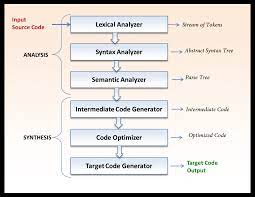 Input
Source Code
Lexical Analyzer
Stream of Tokens
ANALYSIS
Syntax Analyzer
Abstract Syntax Tree
Semantic Analyzer
Parse Tree
Intermediate Code Generator
Intermediate Code
SYNTHESIS
Code Optimizer
Optimized Code
Target Code Generator
Target Code
Output